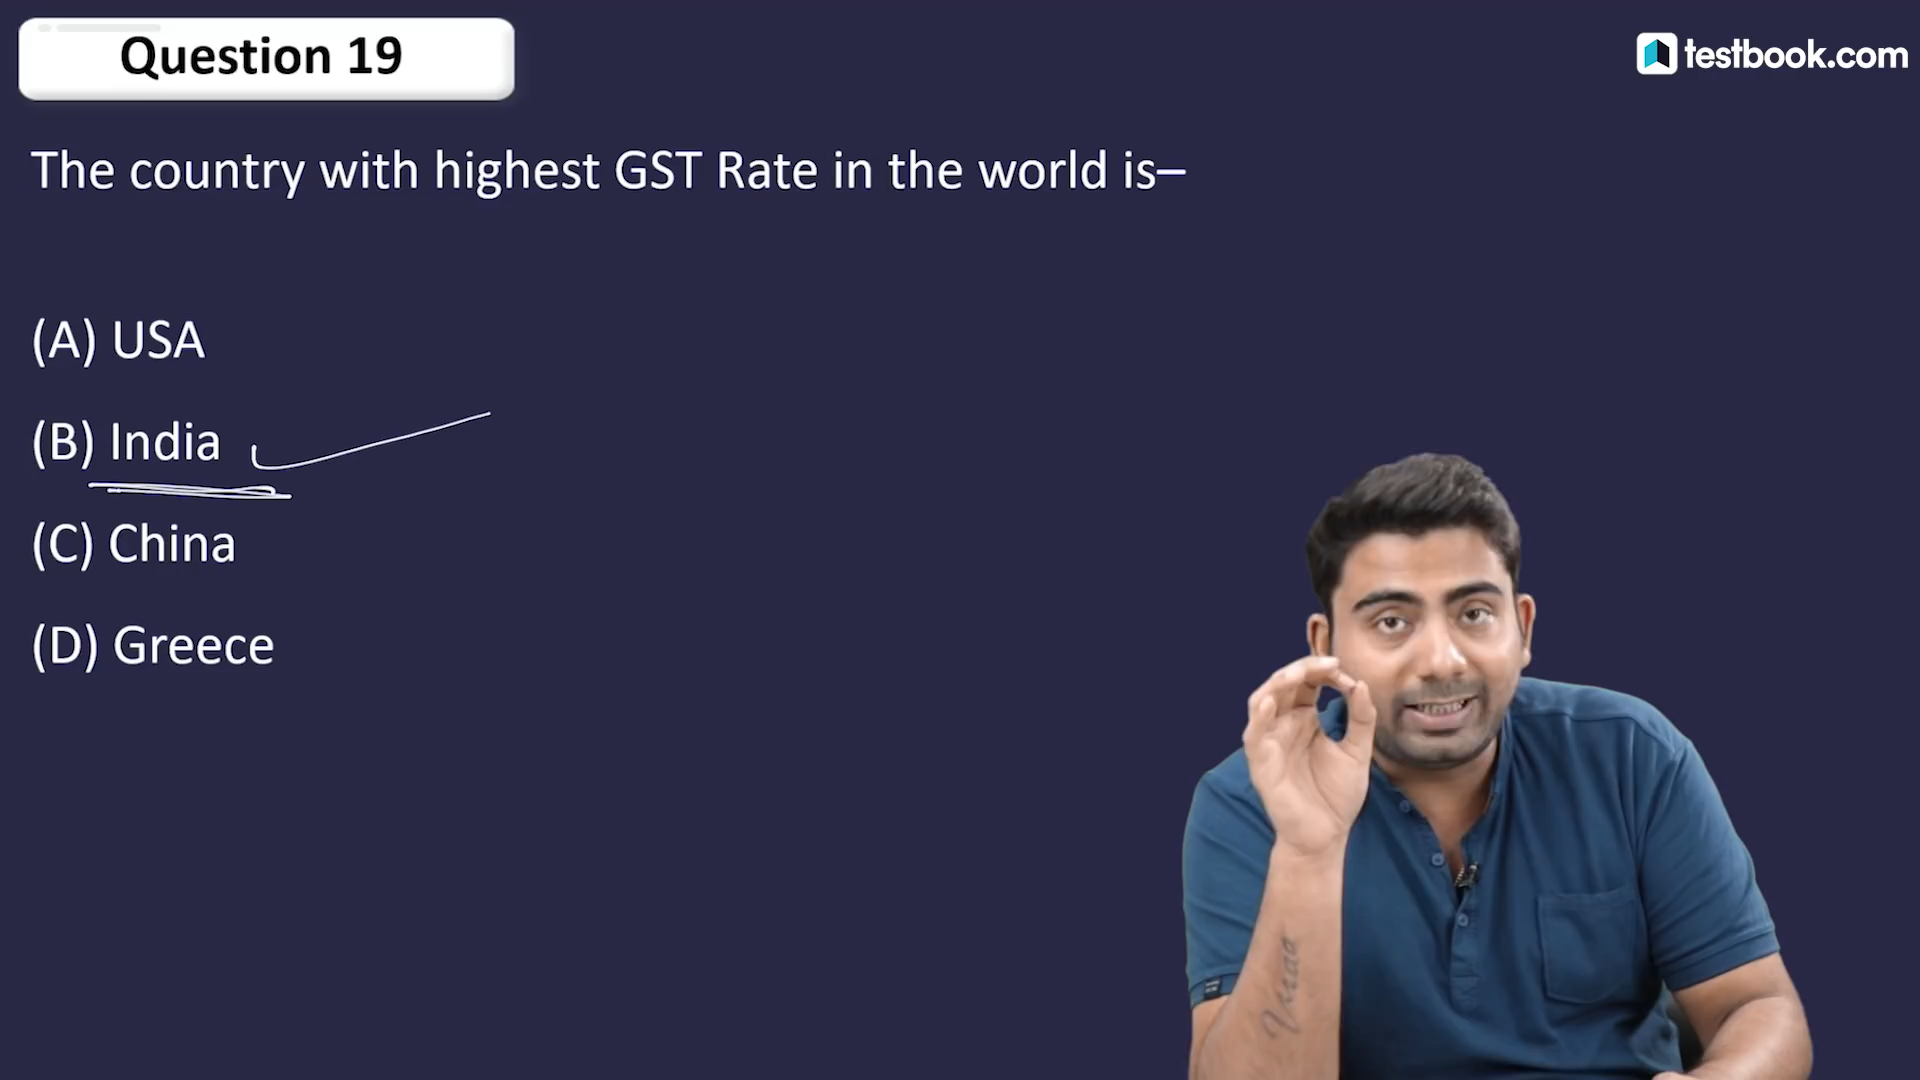 Question 19
testbook.com
The country with highest GST Rate in the world is–
(A) USA
(B) India
(C) China
(D) Greece